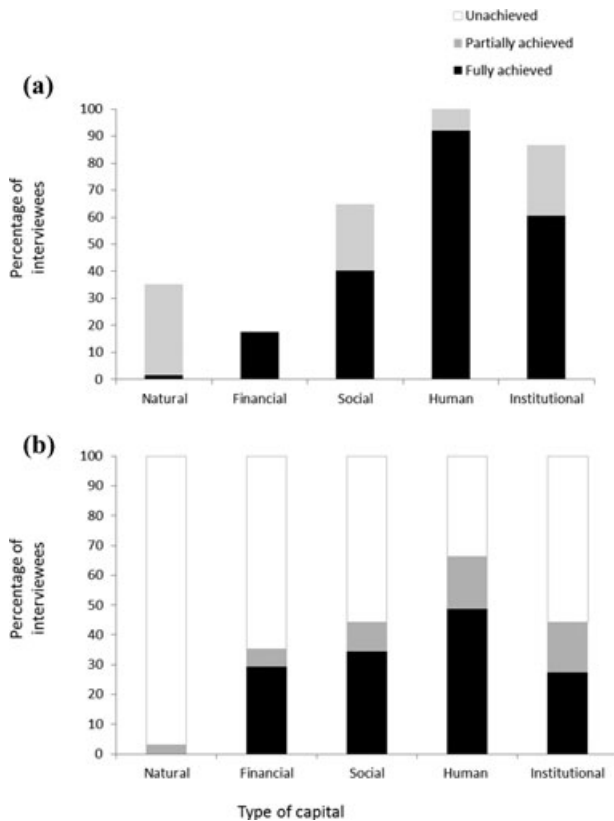 Unachieved
Partially achieved
Fully achieved
(a)
Percentage of
interviewees
100
90
80
70
60
50
40
30
20
10
0
Natural Financial Social Human Institutional
(b)
Percentage of
interviewees
100
90
80
70
60
50
40
30
20
10
0
Natural Financial Social Human Institutional
Type of capital